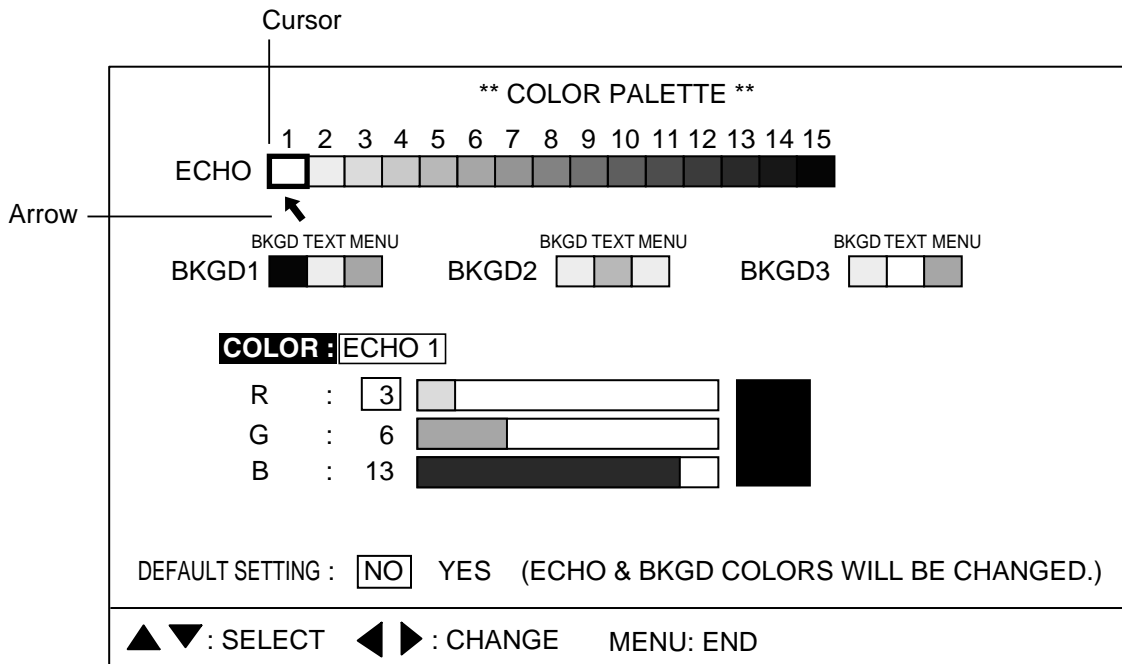 Cursor
** COLOR PALETTE **
1 2 3 4 5 6 7 8 9 10 11 12 13 14 15
ECHO
Arrow
BKGD TEXT MENU BKGD TEXT MENU BKGD TEXT MENU
BKGD1 BKGD2 BKGD3
COLOR : ECHO 1
R : 3
G : 6
B : 13
DEFAULT SETTING : NO YES (ECHO & BKGD COLORS WILL BE CHANGED.)
▲ ▼ : SELECT ◀ ▶ : CHANGE MENU: END